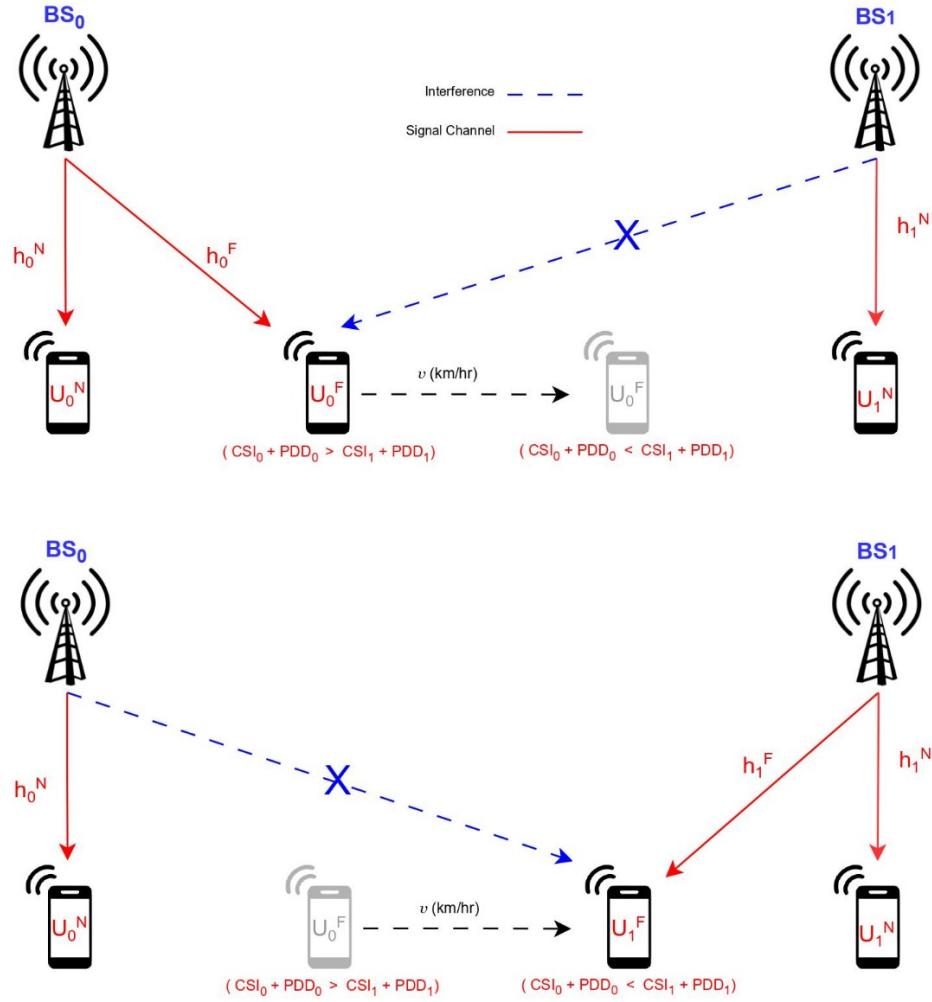 BS₀
BS1
Interference
Signal Channel
h₀ᴺ
h₀ꟳ
X
h₁ᴺ
U₀ᴺ
U₀ꟳ
v (km/hr)
U₀ꟳ
U₁ᴺ
( CSI₀ + PDD₀ > CSI₁ + PDD₁)
( CSI₀ + PDD₀ < CSI₁ + PDD₁)
BS₀
BS1
h₀ᴺ
X
h₁ꟳ
h₁ᴺ
U₀ᴺ
U₀ꟳ
v (km/hr)
U₁ꟳ
U₁ᴺ
( CSI₀ + PDD₀ > CSI₁ + PDD₁)
( CSI₀ + PDD₀ < CSI₁ + PDD₁)